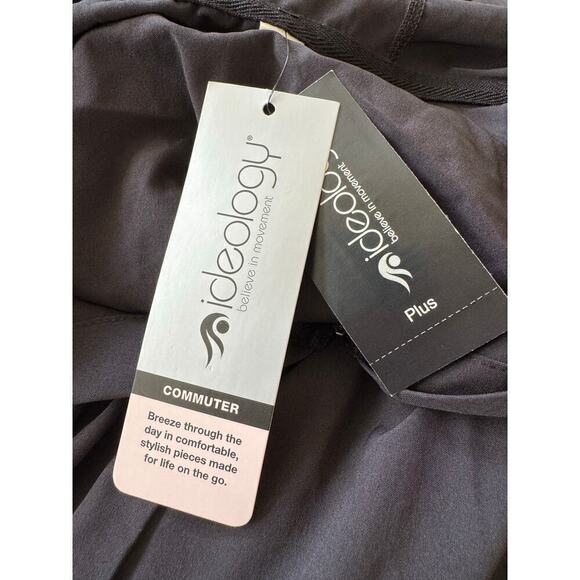 ideology®
believe in movement
COMMUTER
Breeze through the
day in comfortable,
stylish pieces made
for life on the go.
ideology
believe in movement
Plus